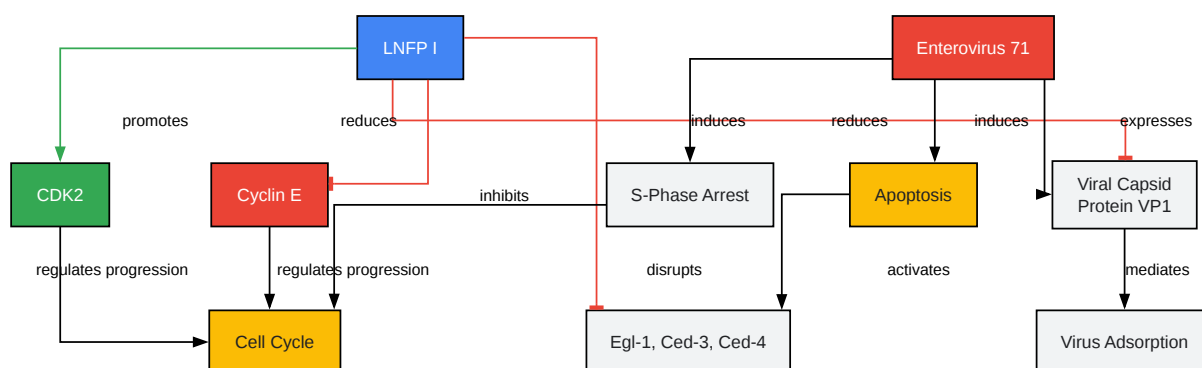 LNFP I
Enterovirus 71
promotes
reduces
induces
reduces
induces
expresses
CDK2
Cyclin E
inhibits
S-Phase Arrest
Apoptosis
Viral Capsid
Protein VP1
regulates progression
regulates progression
disrupts
activates
mediates
Cell Cycle
Egl-1, Ced-3, Ced-4
Virus Adsorption